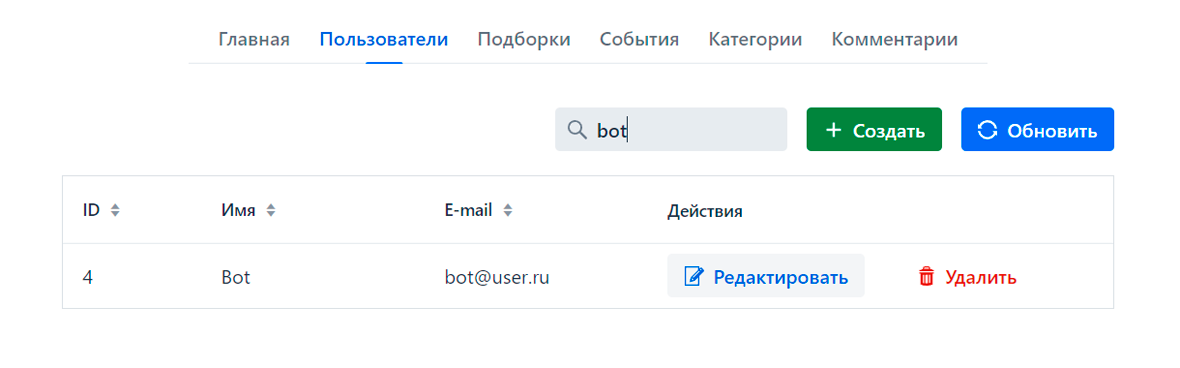 Главная Пользователи Подборки События Категории Комментарии
bot + Создать Обновить
ID Имя E-mail Действия
4 Bot bot@user.ru Редактировать Удалить